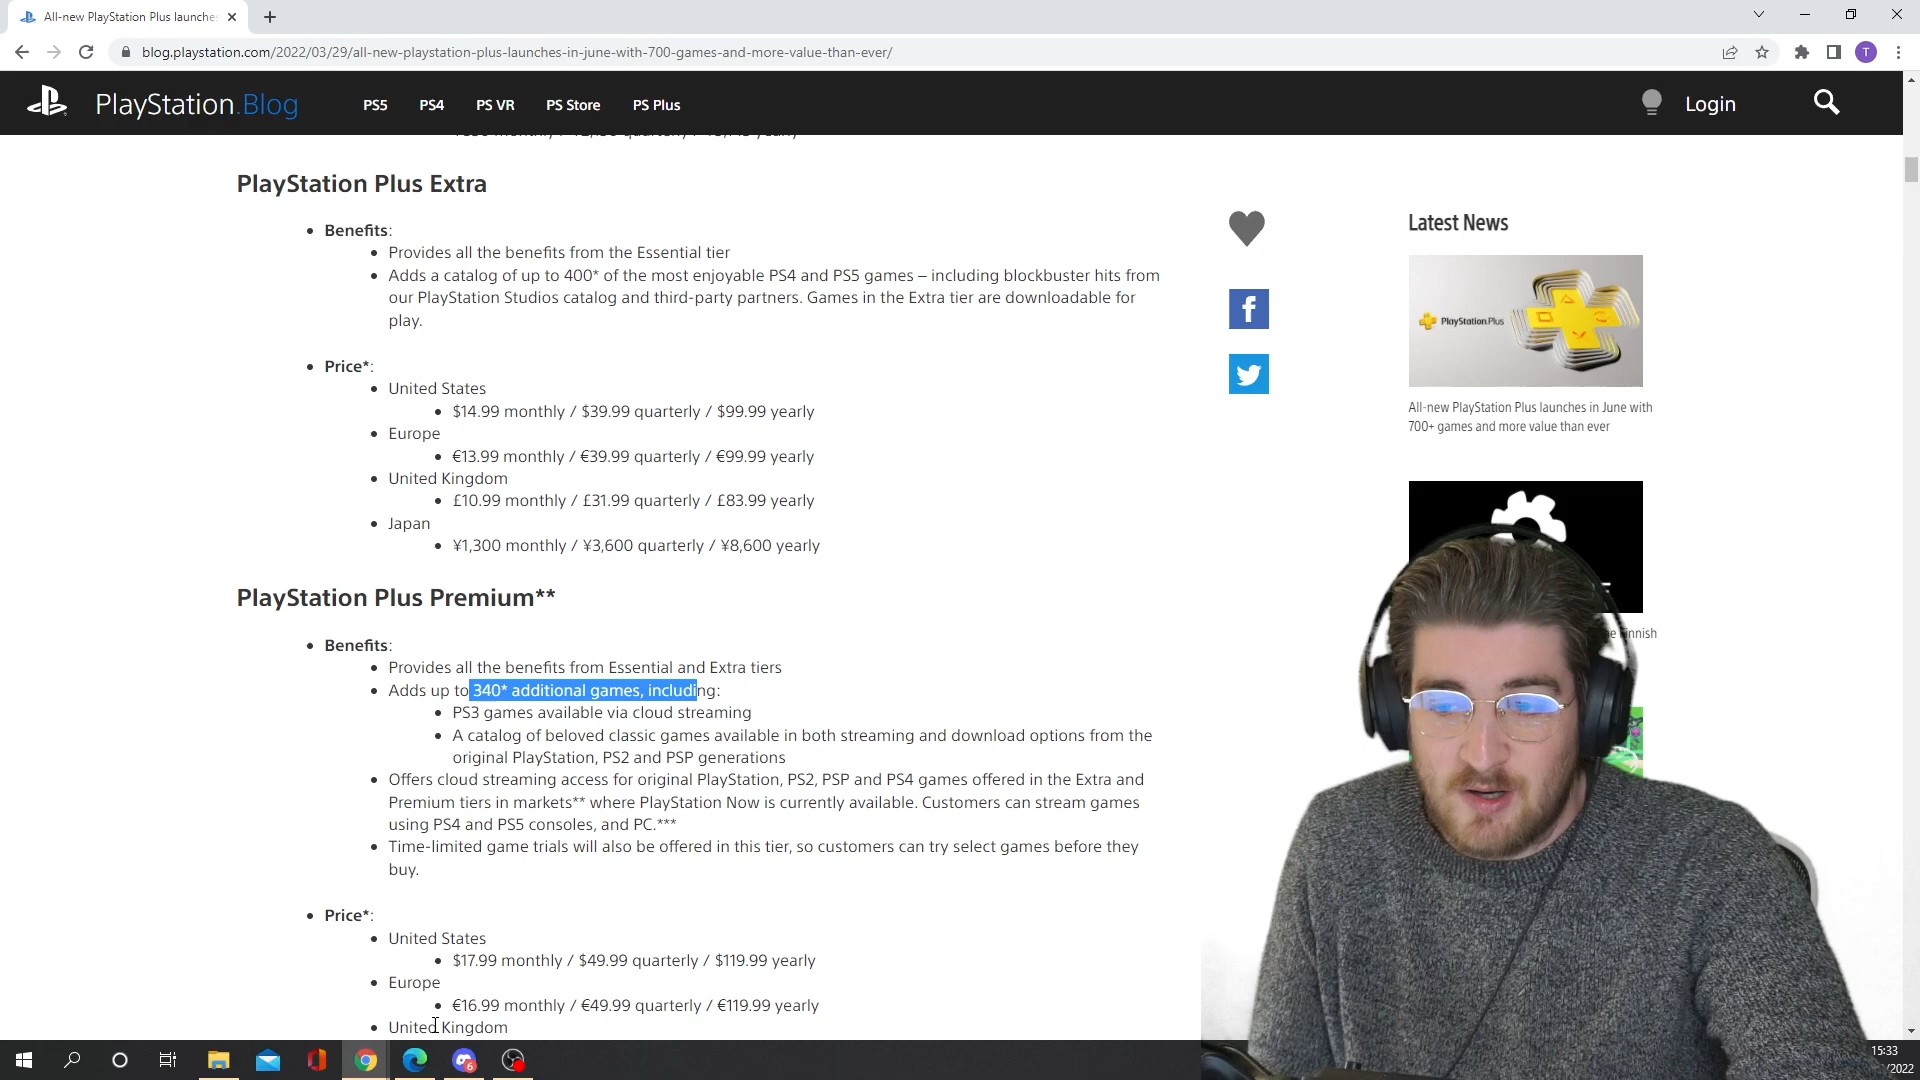 All-new PlayStation Plus launche
blog.playstation.com/2022/03/29/all-new-playstation-plus-launches-in-june-with-700-games-and-more-value-than-ever/
T
PlayStation.Blog
PS5 PS4 PS VR PS Store PS Plus
Login
PlayStation Plus Extra
• Benefits:
• Provides all the benefits from the Essential tier
• Adds a catalog of up to 400* of the most enjoyable PS4 and PS5 games – including blockbuster hits from
our PlayStation Studios catalog and third-party partners. Games in the Extra tier are downloadable for
play.
• Price*:
• United States
• $14.99 monthly / $39.99 quarterly / $99.99 yearly
• Europe
• €13.99 monthly / €39.99 quarterly / €99.99 yearly
• United Kingdom
• £10.99 monthly / £31.99 quarterly / £83.99 yearly
• Japan
• ¥1,300 monthly / ¥3,600 quarterly / ¥8,600 yearly
PlayStation Plus Premium**
• Benefits:
• Provides all the benefits from Essential and Extra tiers
• Adds up to 340* additional games, including:
• PS3 games available via cloud streaming
• A catalog of beloved classic games available in both streaming and download options from the
original PlayStation, PS2 and PSP generations
• Offers cloud streaming access for original PlayStation, PS2, PSP and PS4 games offered in the Extra and
Premium tiers in markets** where PlayStation Now is currently available. Customers can stream games
using PS4 and PS5 consoles, and PC.***
• Time-limited game trials will also be offered in this tier, so customers can try select games before they
buy.
• Price*:
• United States
• $17.99 monthly / $49.99 quarterly / $119.99 yearly
• Europe
• €16.99 monthly / €49.99 quarterly / €119.99 yearly
• United Kingdom
Latest News
PlayStation.Plus
All-new PlayStation Plus launches in June with
700+ games and more value than ever
Finnish
6
15:33
/2022